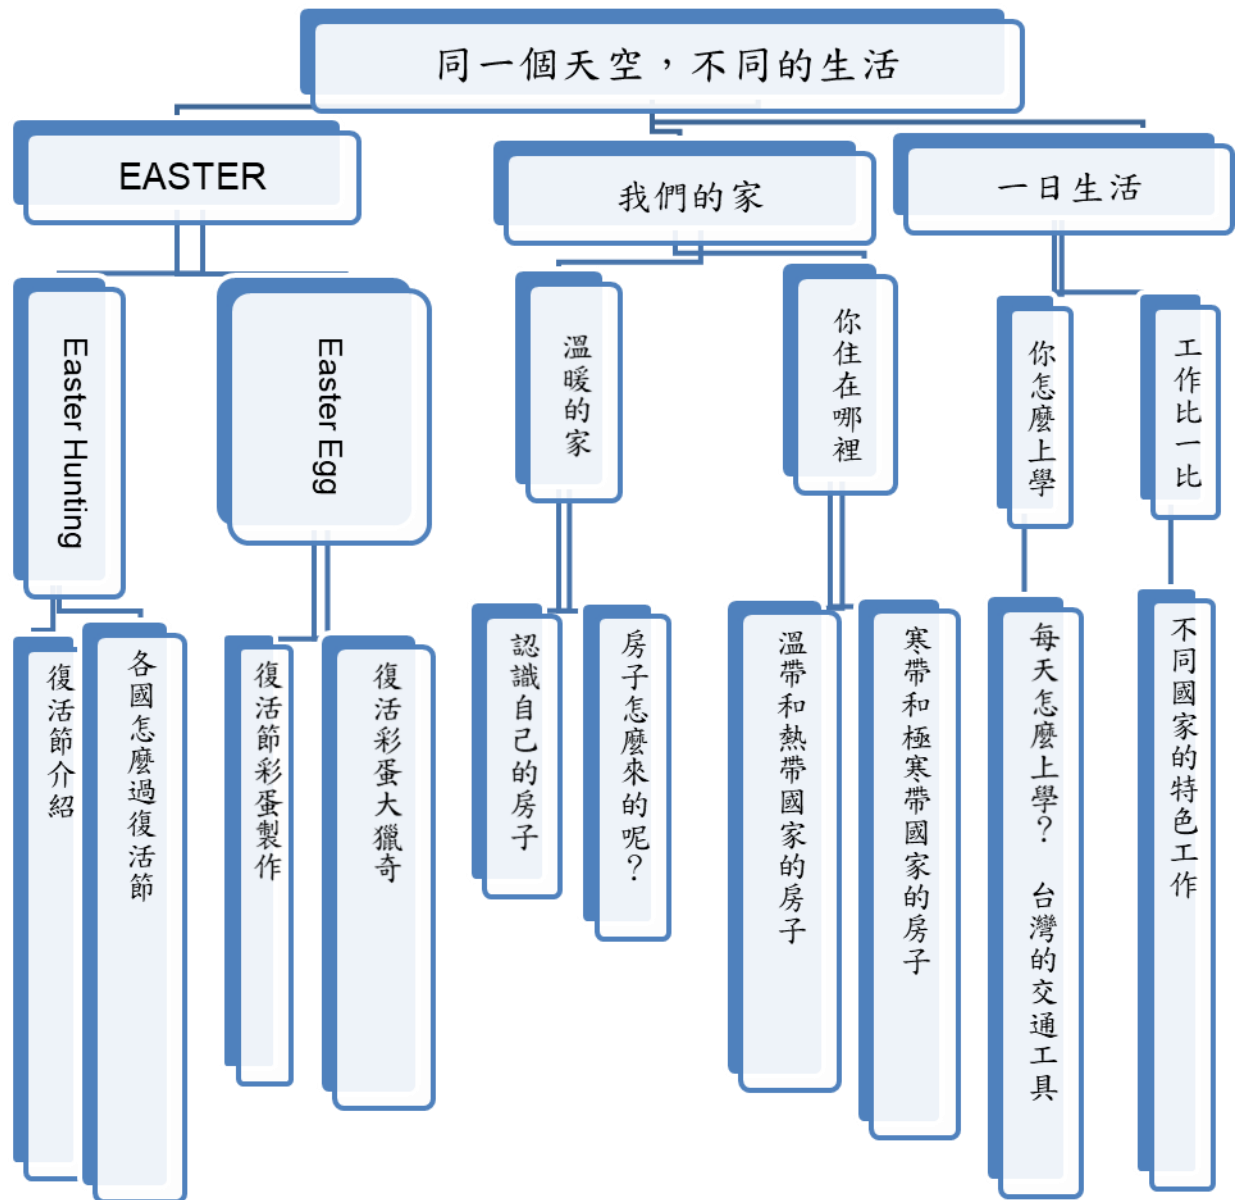 同一個天空，不同的生活
EASTER
我們的家
一日生活
Easter Hunting
Easter Egg
溫暖的家
你住在哪裡
你怎麼上學
工作比一比
復活節介紹
各國怎麼過復活節
復活節彩蛋製作
復活彩蛋大獵奇
認識自己的房子
房子怎麼來的呢？
溫帶和熱帶國家的房子
寒帶和極寒帶國家的房子
每天怎麼上學？ 台灣的交通工具
不同國家的特色工作